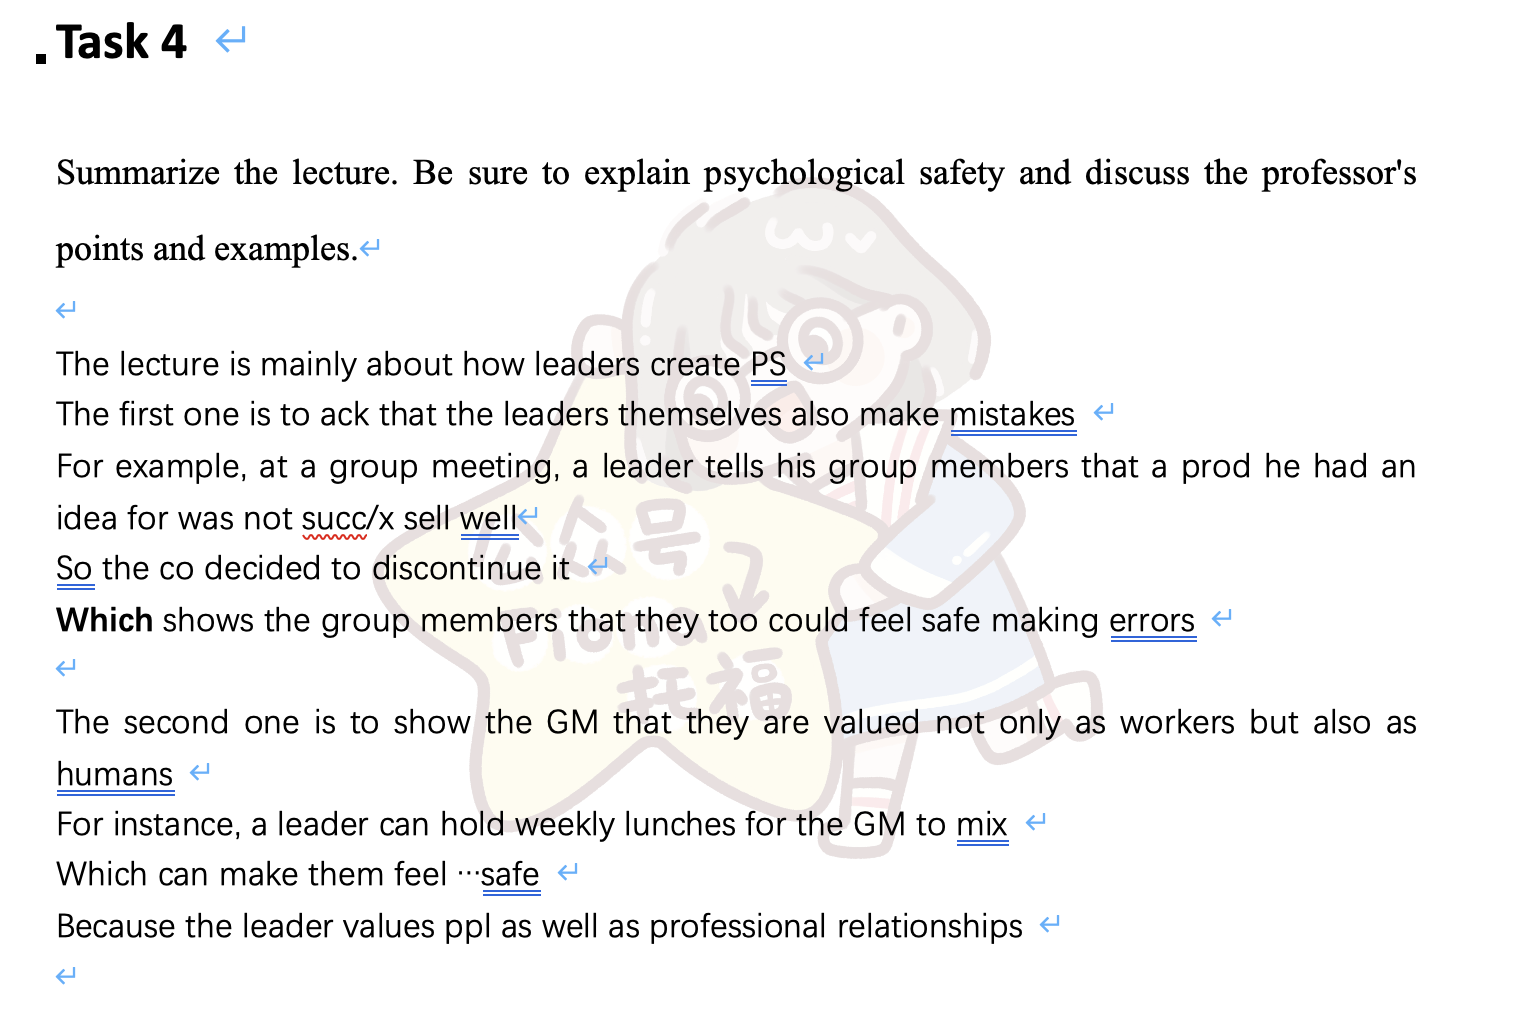 Task 4
Summarize the lecture. Be sure to explain psychological safety and discuss the professor's
points and examples.
The lecture is mainly about how leaders create PS
The first one is to ack that the leaders themselves also make mistakes
For example, at a group meeting, a leader tells his group members that a prod he had an
idea for was not succ/x sell well
公众号
So the co decided to discontinue it
Which shows the group members that they too could feel safe making errors
Fiona
托福
The second one is to show the GM that they are valued not only as workers but also as
humans
For instance, a leader can hold weekly lunches for the GM to mix
Which can make them feel …safe
Because the leader values ppl as well as professional relationships